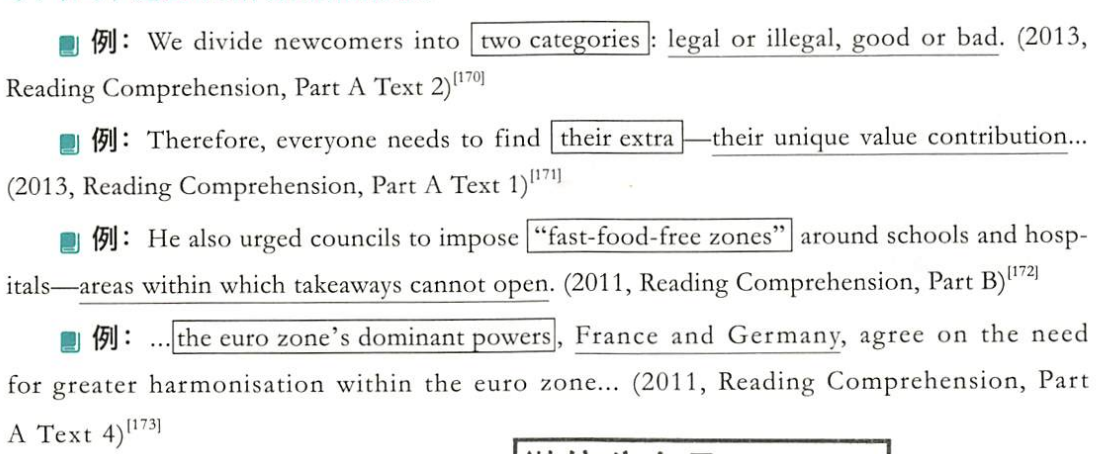 例：We divide newcomers into two categories: legal or illegal, good or bad. (2013,
Reading Comprehension, Part A Text 2)[170]
例：Therefore, everyone needs to find their extra—their unique value contribution...
(2013, Reading Comprehension, Part A Text 1)[171]
例：He also urged councils to impose “fast-food-free zones” around schools and hosp-
itals—areas within which takeaways cannot open. (2011, Reading Comprehension, Part B)[172]
例：...the euro zone’s dominant powers, France and Germany, agree on the need
for greater harmonisation within the euro zone... (2011, Reading Comprehension, Part
A Text 4)[173]